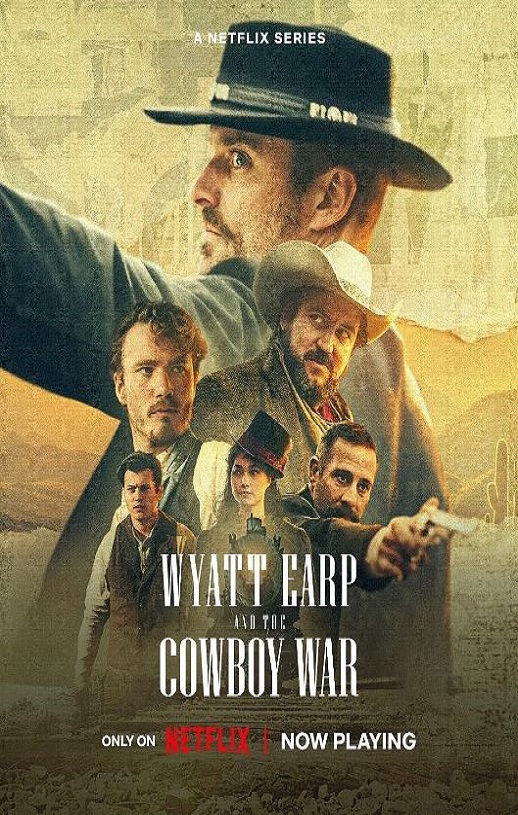 A NETFLIX SERIES
WYATT EARP
AND THE
COWBOY WAR
ONLY ON NETFLIX | NOW PLAYING